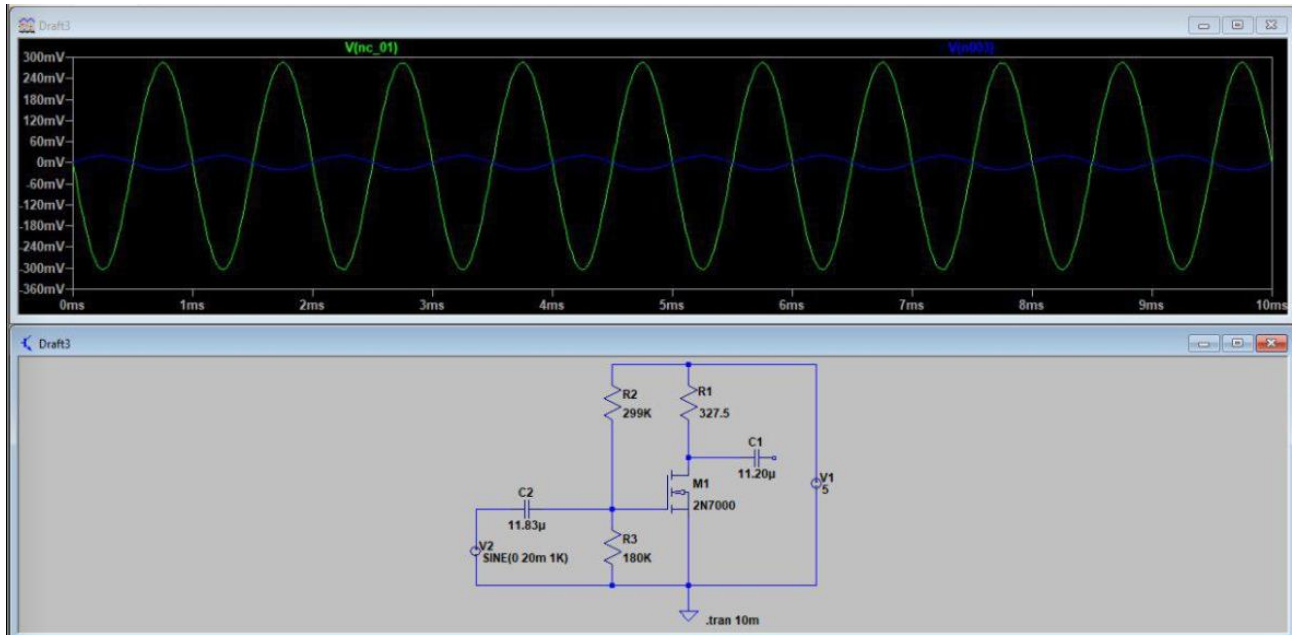 Draft3
V(nc_01) V(n003)
300mV
240mV
180mV
120mV
60mV
0mV
-60mV
-120mV
-180mV
-240mV
-300mV
-360mV
0ms 1ms 2ms 3ms 4ms 5ms 6ms 7ms 8ms 9ms 10ms
Draft3
R2
299K
R1
327.5
C1
11.20µ
M1
2N7000
V1
5
C2
11.83µ
R3
180K
V2
SINE(0 20m 1K)
.tran 10m